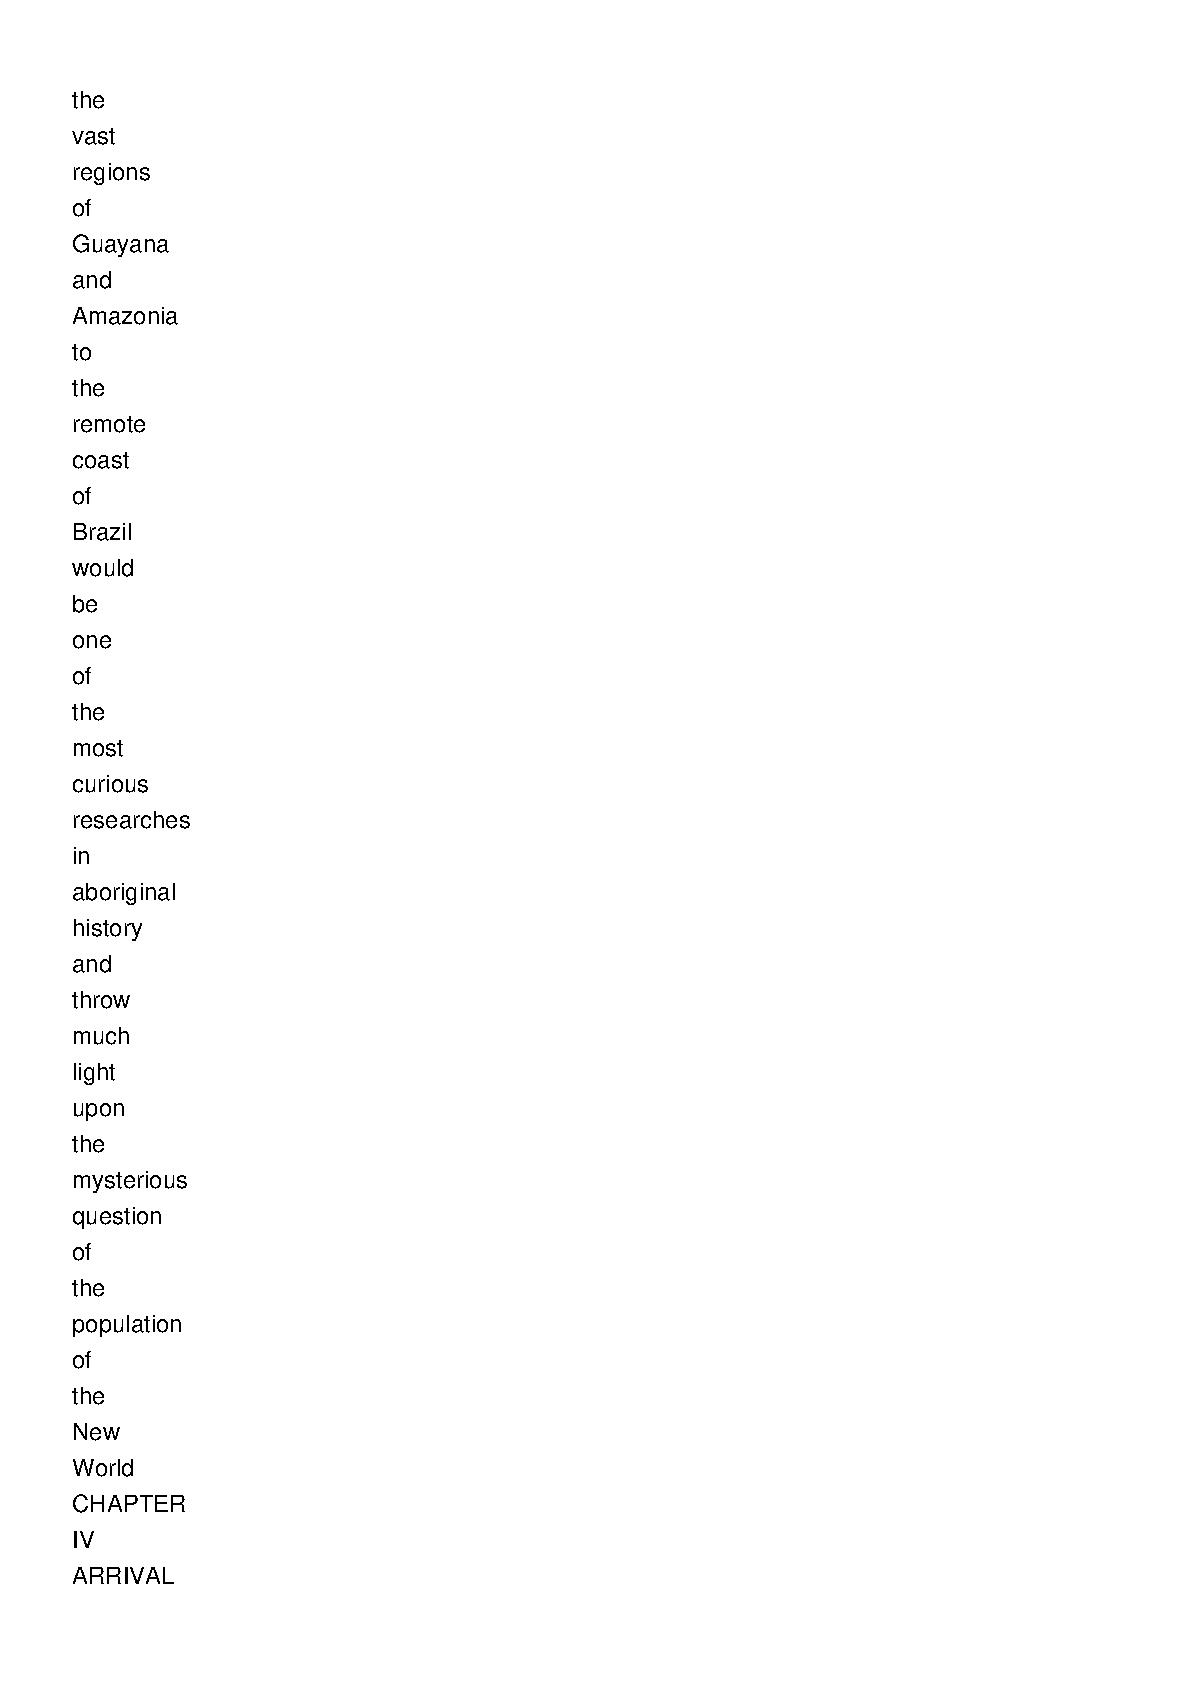 the
vast
regions
of
Guayana
and
Amazonia
to
the
remote
coast
of
Brazil
would
be
one
of
the
most
curious
researches
in
aboriginal
history
and
throw
much
light
upon
the
mysterious
question
of
the
population
of
the
New
World
CHAPTER
IV
ARRIVAL